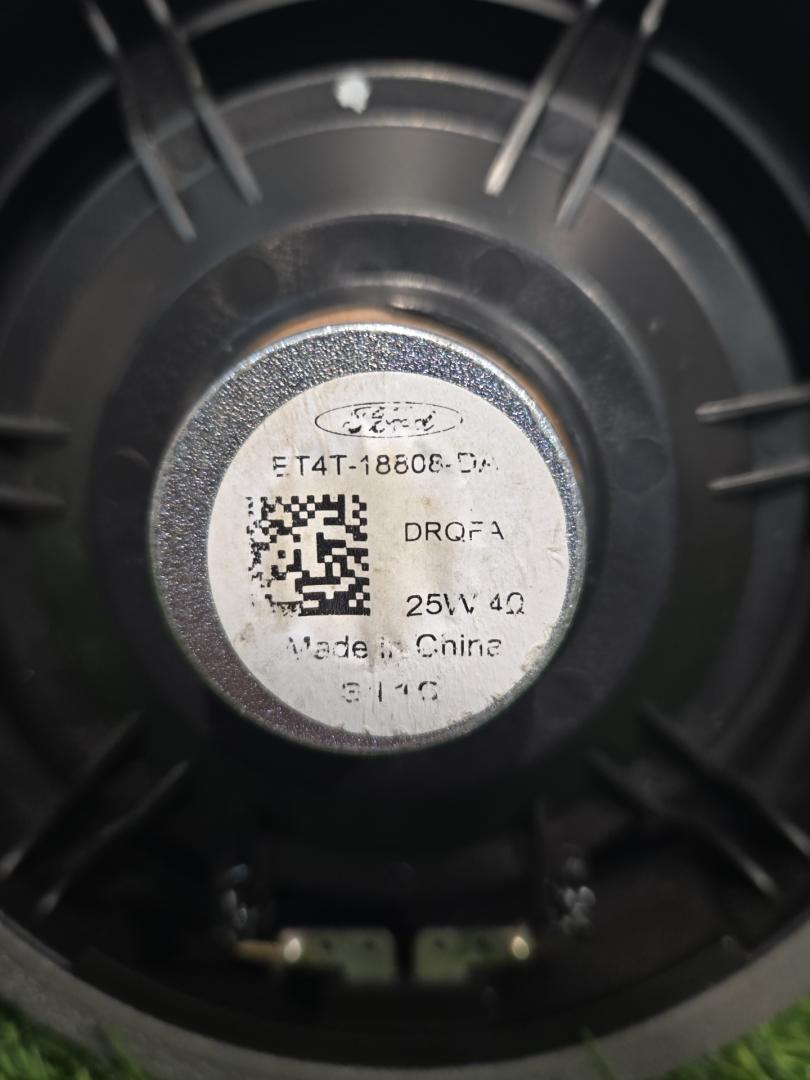 Ford
ET4T-18808-DA
DRQFA
25W 4Ω
Made in China